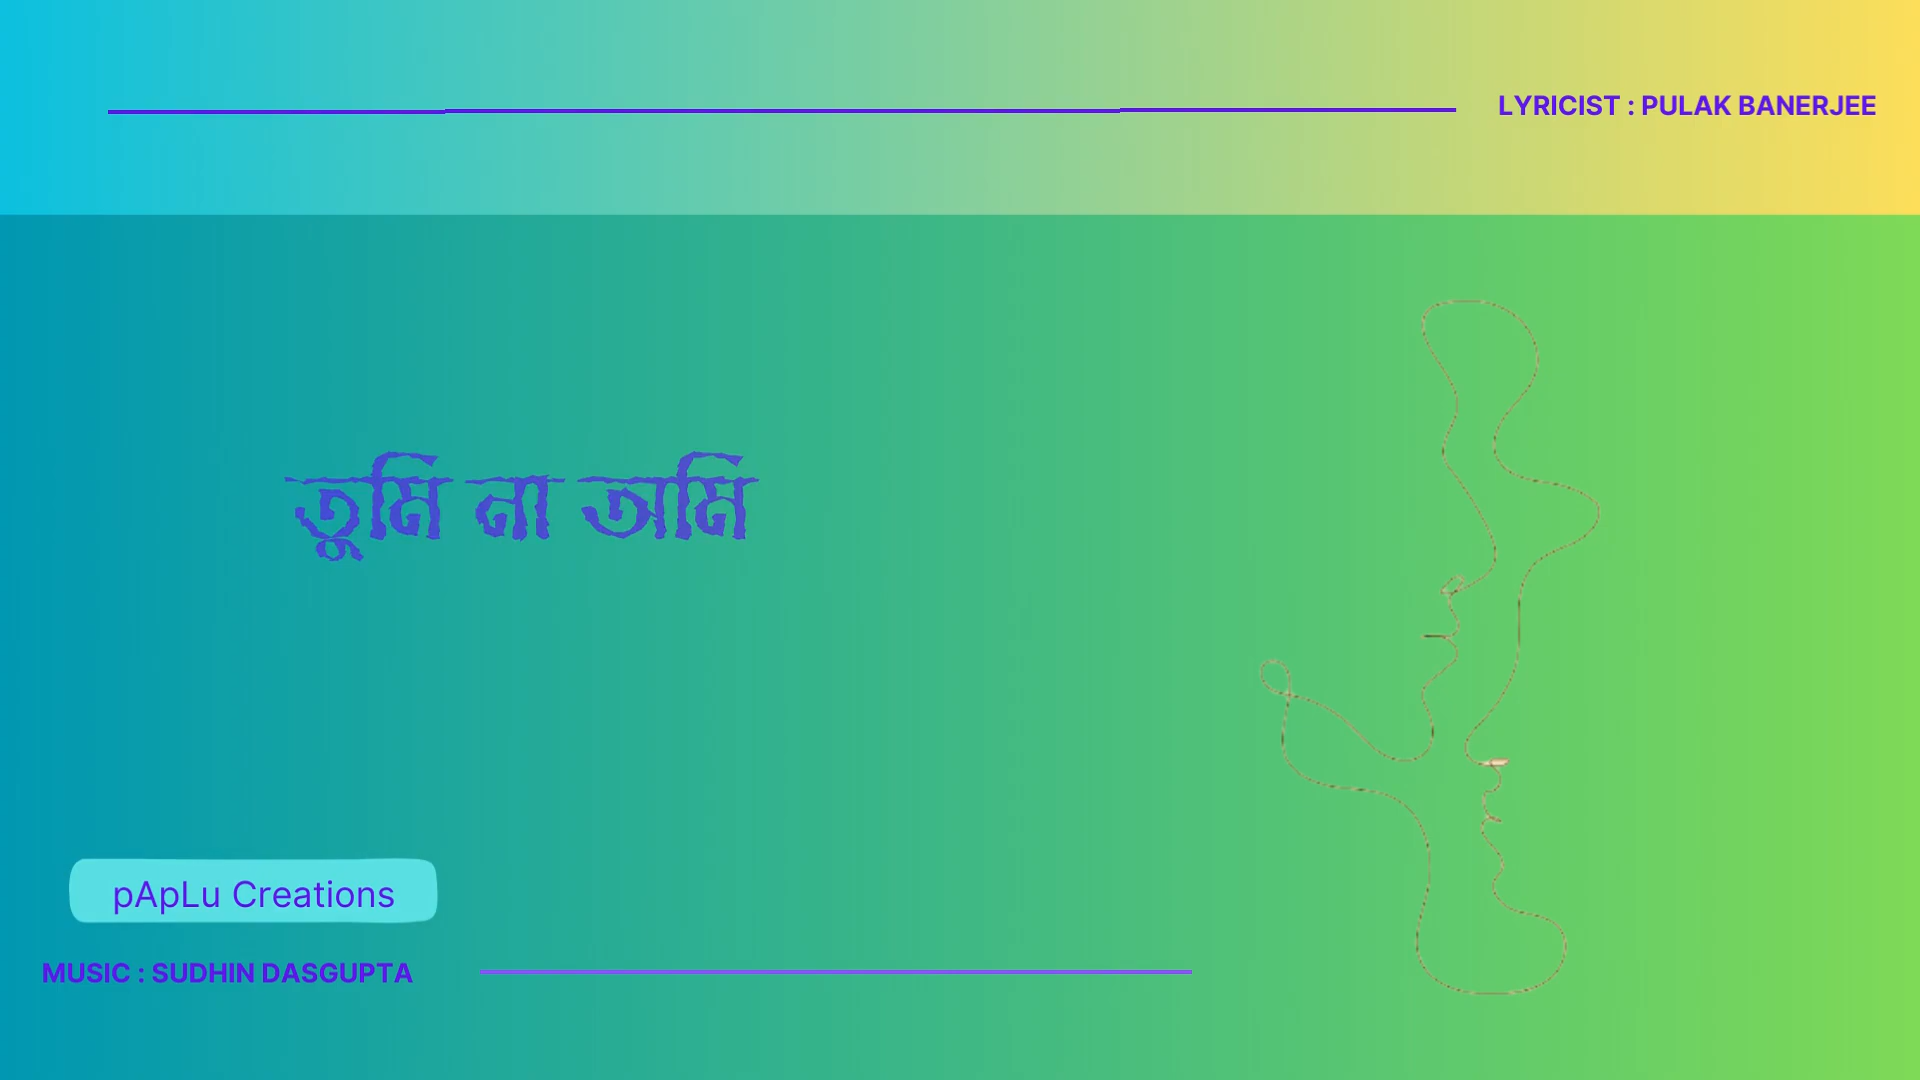 LYRICIST : PULAK BANERJEE
তুমি না আমি
pApLu Creations
MUSIC : SUDHIN DASGUPTA